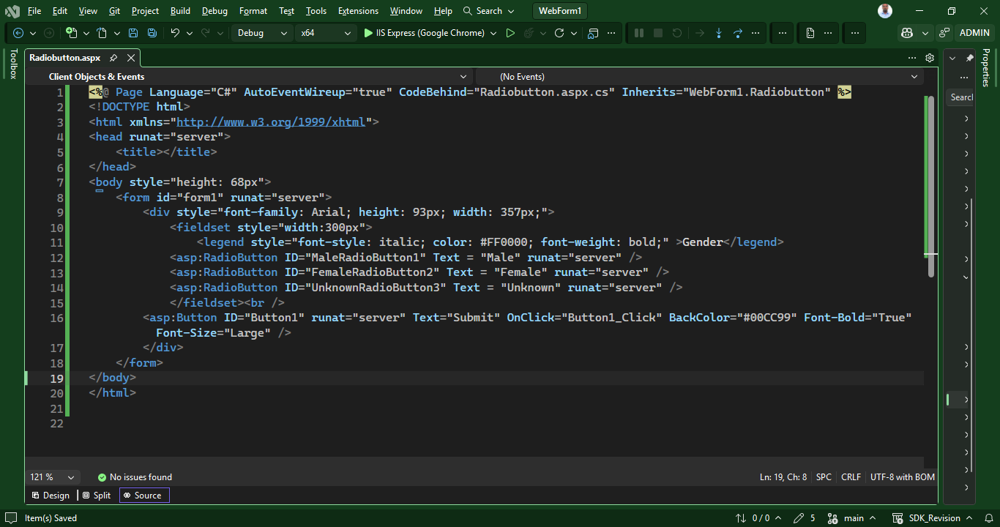 File Edit View Git Project Build Debug Format Test Tools Extensions Window Help Search WebForm1
Debug x64 IIS Express (Google Chrome) ADMIN
Toolbox
Radiobutton.aspx
Properties
Client Objects & Events (No Events)
Search
1 <%@ Page Language="C#" AutoEventWireup="true" CodeBehind="Radiobutton.aspx.cs" Inherits="WebForm1.Radiobutton" %>
2 <!DOCTYPE html>
3 <html xmlns="http://www.w3.org/1999/xhtml">
4 <head runat="server">
5     <title></title>
6 </head>
7 <body style="height: 68px">
8     <form id="form1" runat="server">
9         <div style="font-family: Arial; height: 93px; width: 357px;">
10             <fieldset style="width:300px">
11                 <legend style="font-style: italic; color: #FF0000; font-weight: bold;" >Gender</legend>
12             <asp:RadioButton ID="MaleRadioButton1" Text = "Male" runat="server" />
13             <asp:RadioButton ID="FemaleRadioButton2" Text = "Female" runat="server" />
14             <asp:RadioButton ID="UnknownRadioButton3" Text = "Unknown" runat="server" />
15             </fieldset><br />
16         <asp:Button ID="Button1" runat="server" Text="Submit" OnClick="Button1_Click" BackColor="#00CC99" Font-Bold="True"
Font-Size="Large" />
17         </div>
18     </form>
19 </body>
20 </html>
21
22
121 % No issues found Ln: 19, Ch: 8 SPC CRLF UTF-8 with BOM
Design Split Source
Item(s) Saved 0 / 0 5 main SDK_Revision